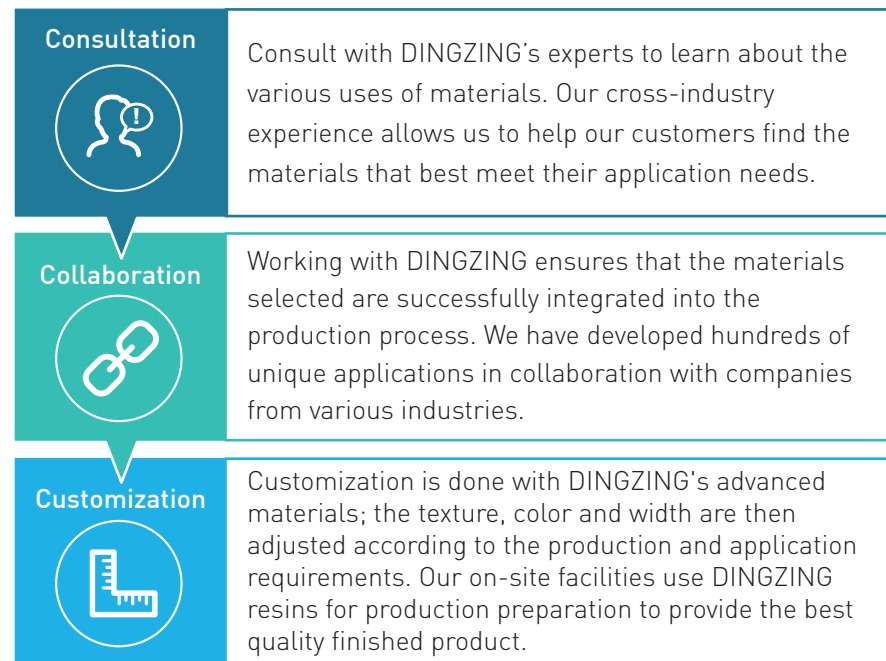 Consultation
!
Consult with DINGZING’s experts to learn about the
various uses of materials. Our cross-industry
experience allows us to help our customers find the
materials that best meet their application needs.
Collaboration
Working with DINGZING ensures that the materials
selected are successfully integrated into the
production process. We have developed hundreds of
unique applications in collaboration with companies
from various industries.
Customization
Customization is done with DINGZING's advanced
materials; the texture, color and width are then
adjusted according to the production and application
requirements. Our on-site facilities use DINGZING
resins for production preparation to provide the best
quality finished product.